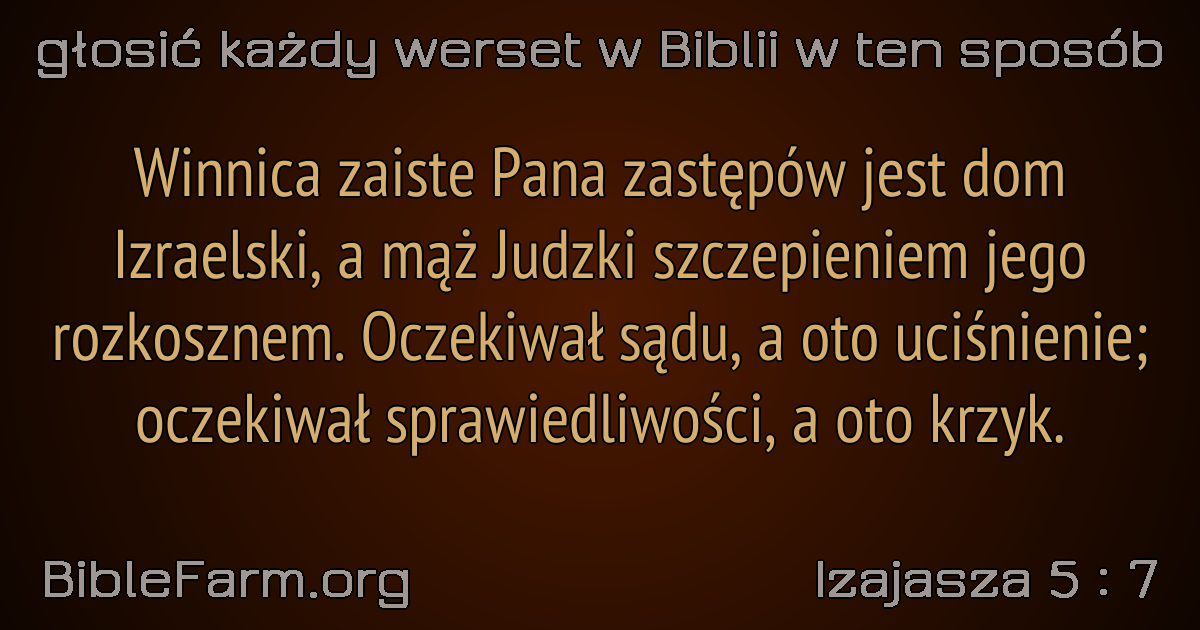 głosić każdy werset w Biblii w ten sposób
Winnica zaiste Pana zastępów jest dom
Izraelski, a mąż Judzki szczepieniem jego
rozkosznem. Oczekiwał sądu, a oto uciśnienie;
oczekiwał sprawiedliwości, a oto krzyk.
BibleFarm.org
Izajasza 5 : 7